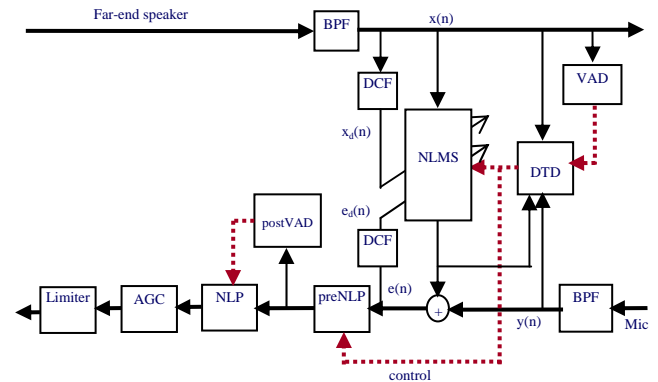 Far-end speaker
BPF
x(n)
DCF
VAD
x_d(n)
NLMS
DTD
e_d(n)
postVAD
DCF
Limiter
AGC
NLP
preNLP
e(n)
+
y(n)
BPF
Mic
control